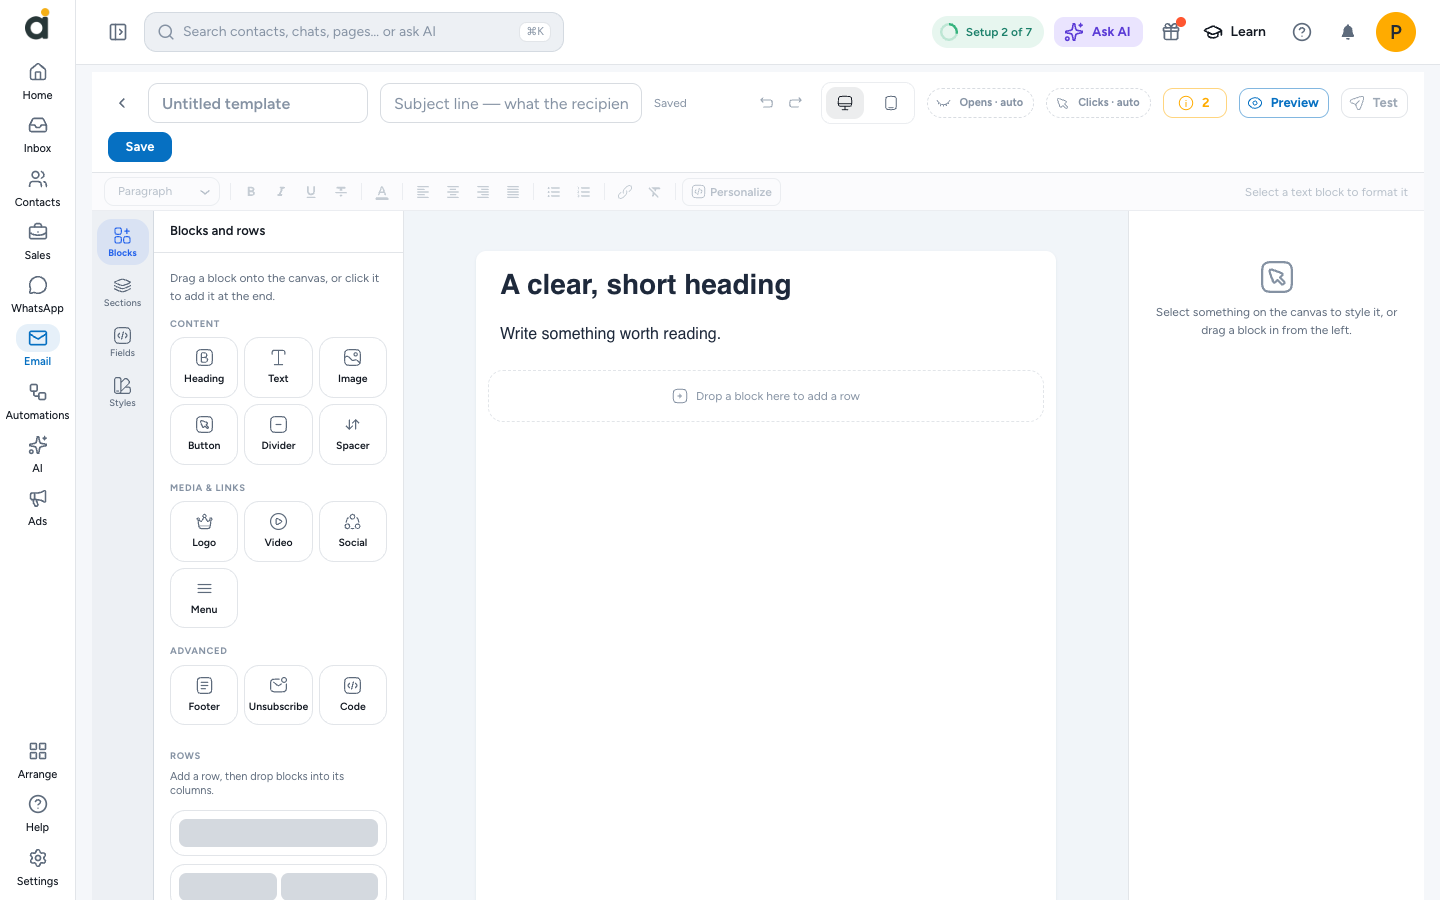 Search contacts, chats, pages... or ask AI
⌘K
Setup 2 of 7
Ask AI
Learn
P
Home
Inbox
Contacts
Sales
WhatsApp
Email
Automations
AI
Ads
Arrange
Help
Settings
Untitled template
Subject line — what the recipien
Saved
Opens · auto
Clicks · auto
2
Preview
Test
Save
Paragraph
B
I
U
S
A
Personalize
Select a text block to format it
Blocks
Sections
Fields
Styles
Blocks and rows
Drag a block onto the canvas, or click it
to add it at the end.
CONTENT
Heading
Text
Image
Button
Divider
Spacer
MEDIA & LINKS
Logo
Video
Social
Menu
ADVANCED
Footer
Unsubscribe
Code
ROWS
Add a row, then drop blocks into its
columns.
A clear, short heading
Write something worth reading.
Drop a block here to add a row
Select something on the canvas to style it, or
drag a block in from the left.